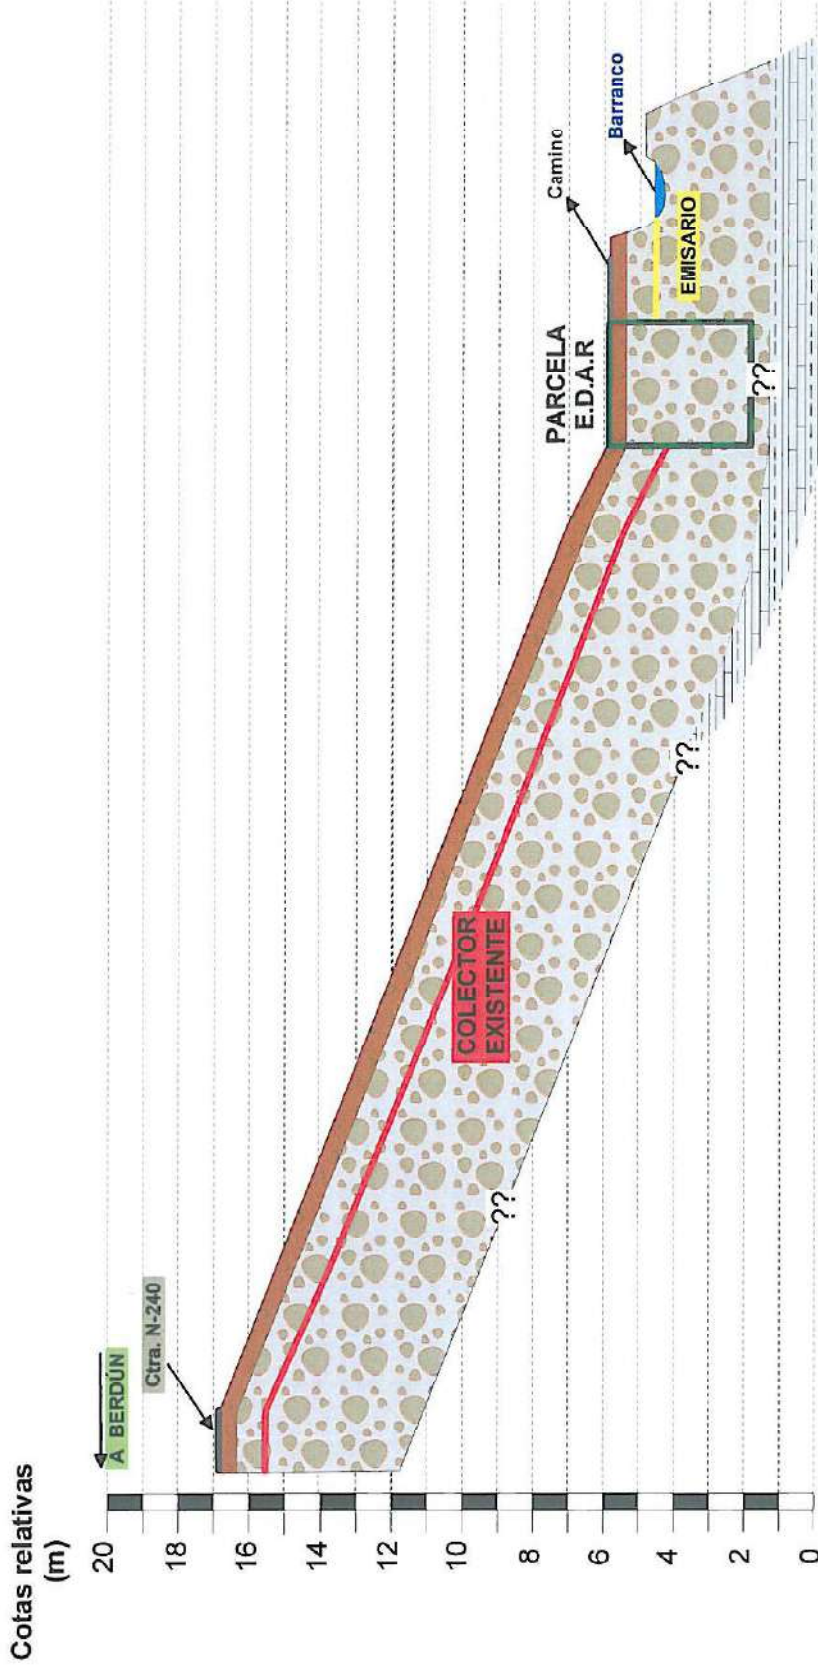 Cotas relativas
(m)
20
18
16
14
12
10
8
6
4
2
0
A BERDÚN
Ctra. N-240
??
COLECTOR
EXISTENTE
??
PARCELA
E.D.A.R
??
EMISARIO
Camino
Barranco